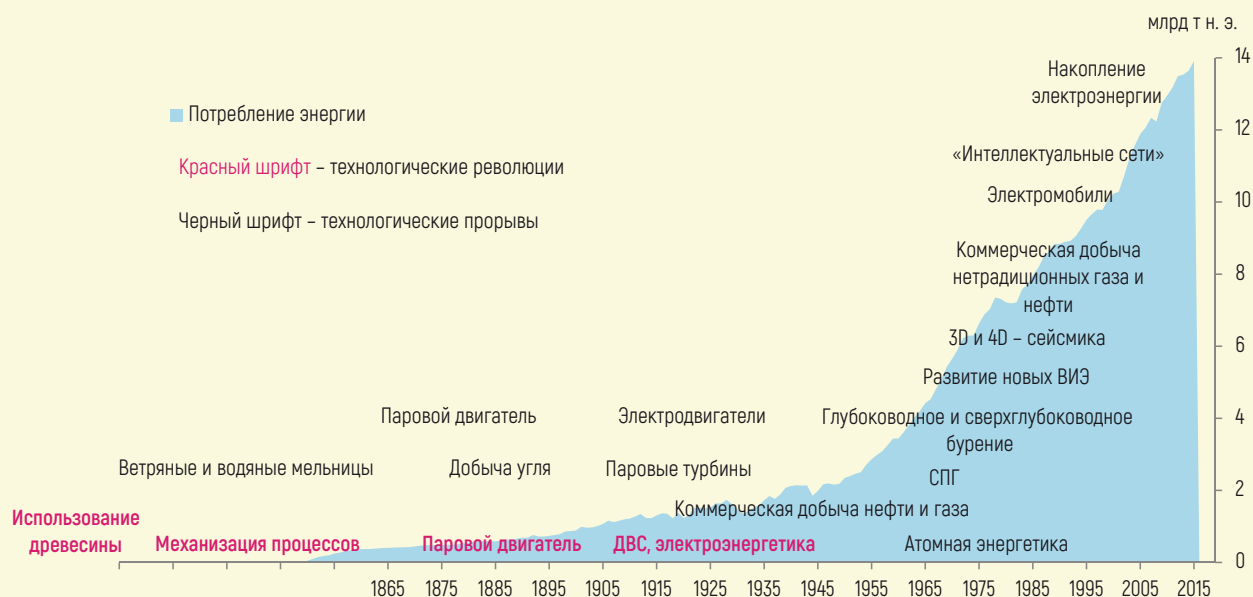 млрд т н. э.
14
Накопление
электроэнергии
Потребление энергии
12
«Интеллектуальные сети»
Красный шрифт – технологические революции
Электромобили
10
Черный шрифт – технологические прорывы
Коммерческая добыча
нетрадиционных газа и
нефти
8
3D и 4D – сейсмика
6
Развитие новых ВИЭ
Паровой двигатель
Электродвигатели
Глубоководное и сверхглубоководное
бурение
4
Ветряные и водяные мельницы
Добыча угля
Паровые турбины
СПГ
2
Коммерческая добыча нефти и газа
Использование
древесины
Механизация процессов
Паровой двигатель
ДВС, электроэнергетика
Атомная энергетика
0
1865 1875 1885 1895 1905 1915 1925 1935 1945 1955 1965 1975 1985 1995 2005 2015